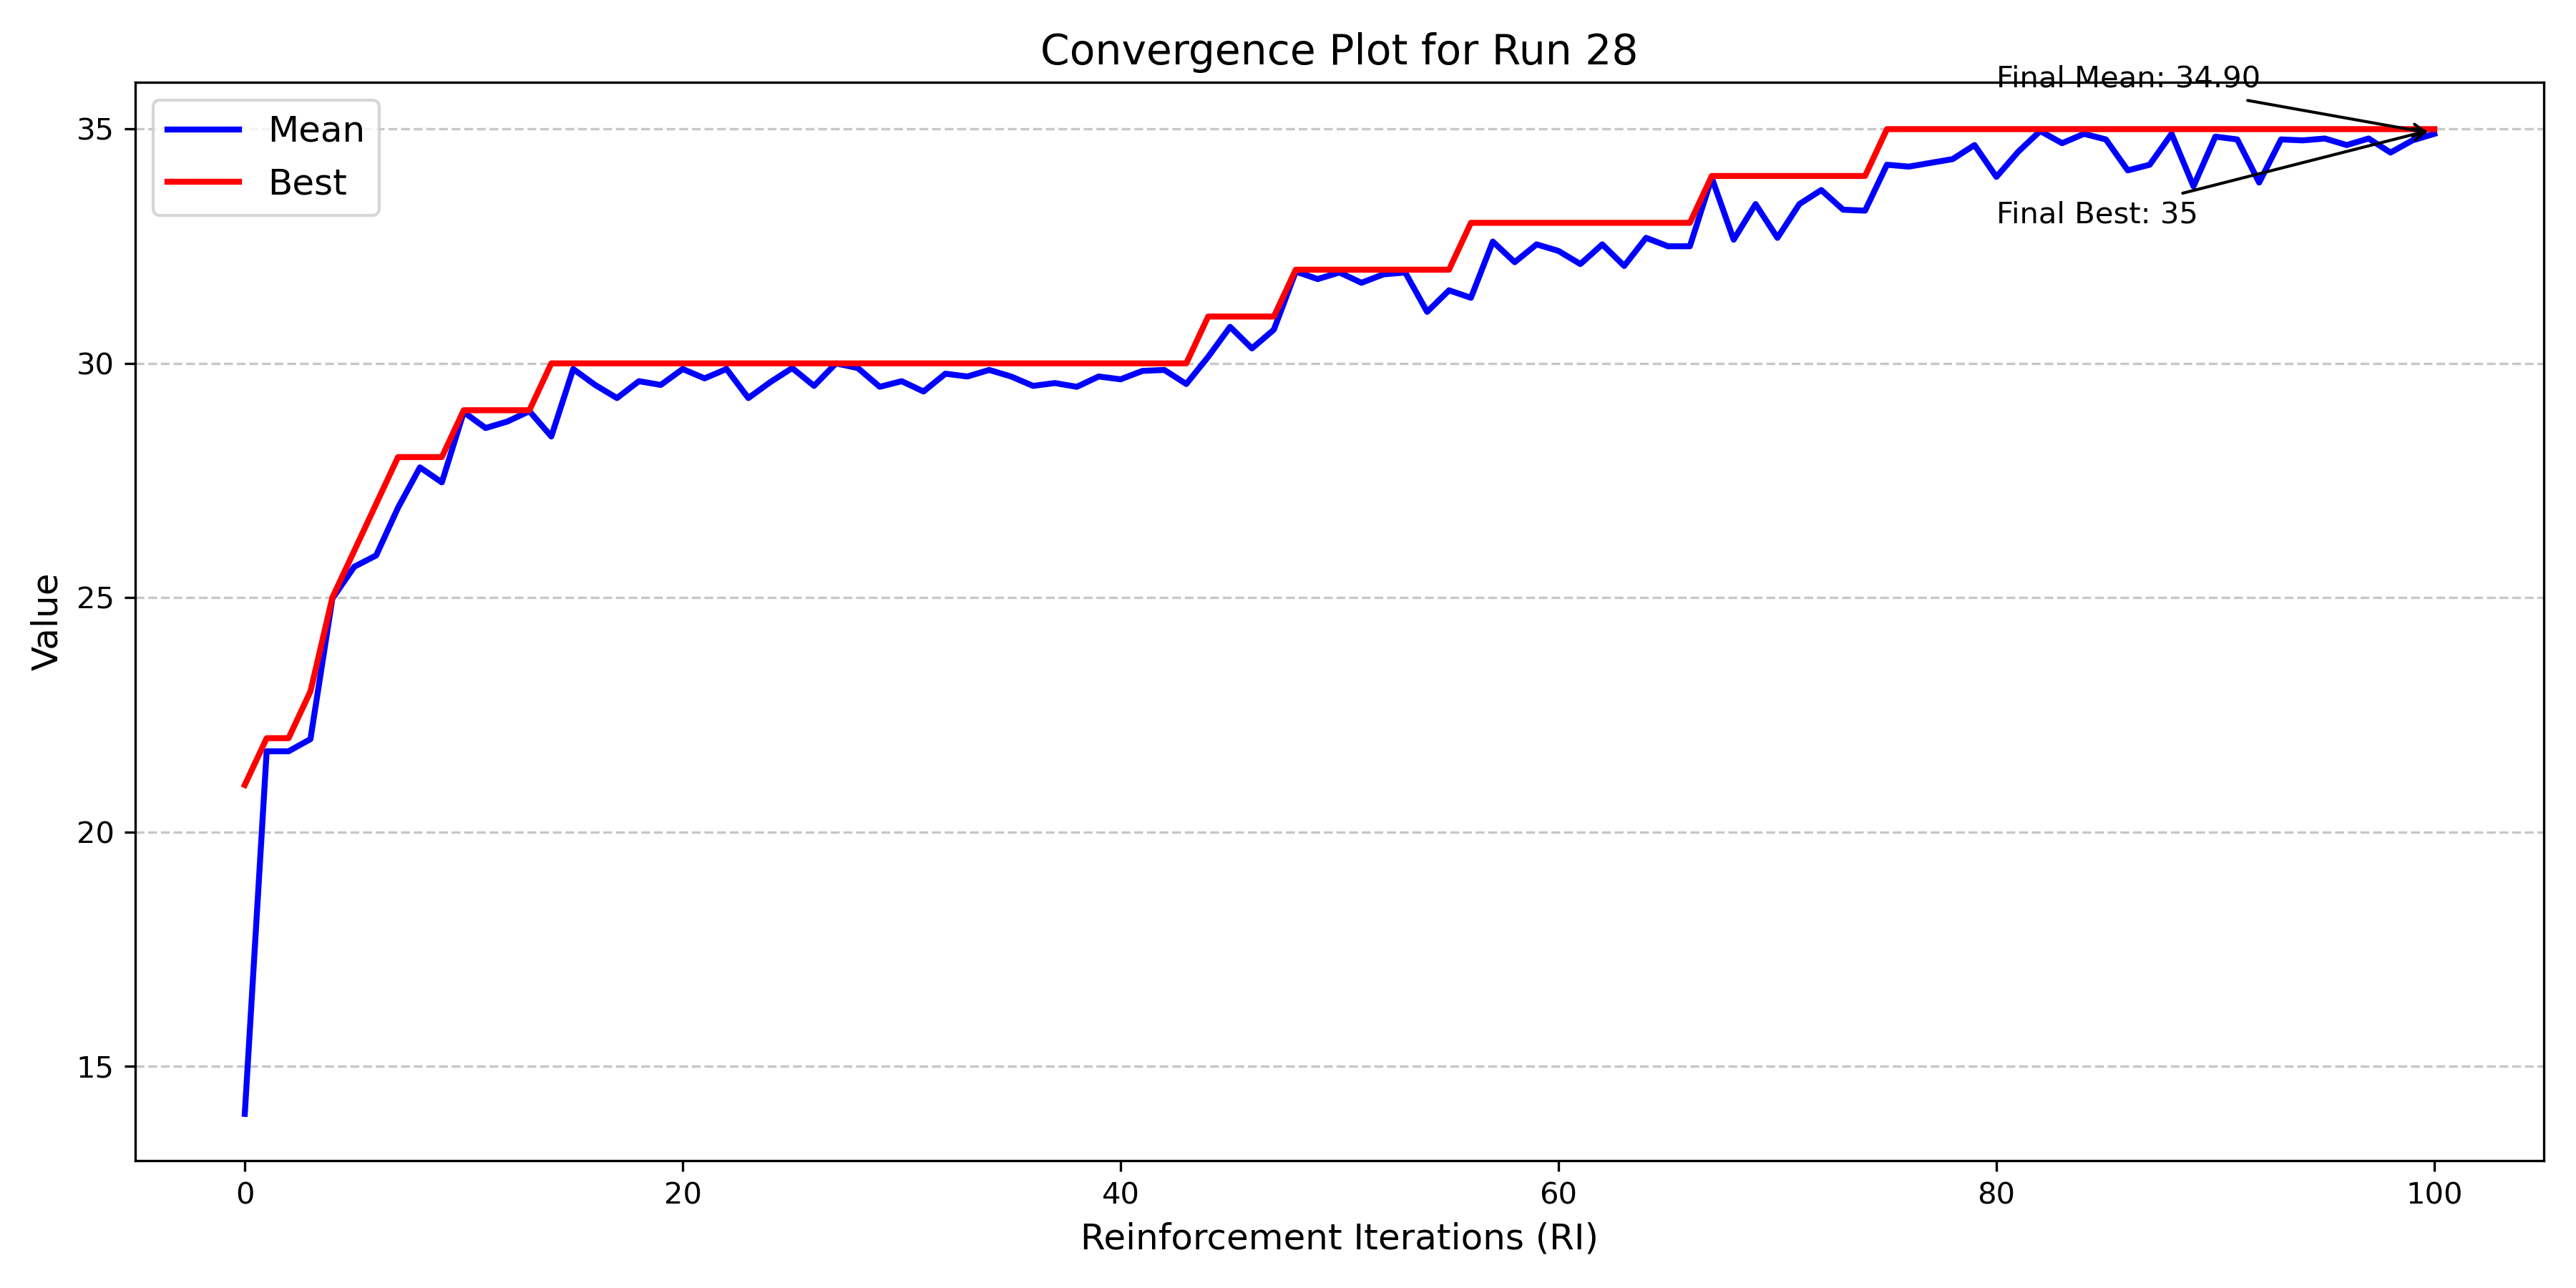 Convergence Plot for Run 28
Final Mean: 34.90
Final Best: 35
Mean
Best
Value
35
30
25
20
15
0
20
40
60
80
100
Reinforcement Iterations (RI)